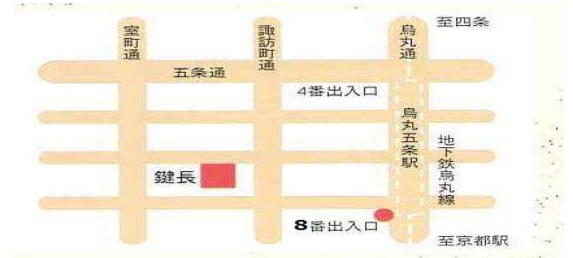 室町通
諏訪町通
烏丸通
至四条
五条通
4番出入口
烏丸五条駅
地下鉄烏丸線
鍵長
8番出入口
至京都駅